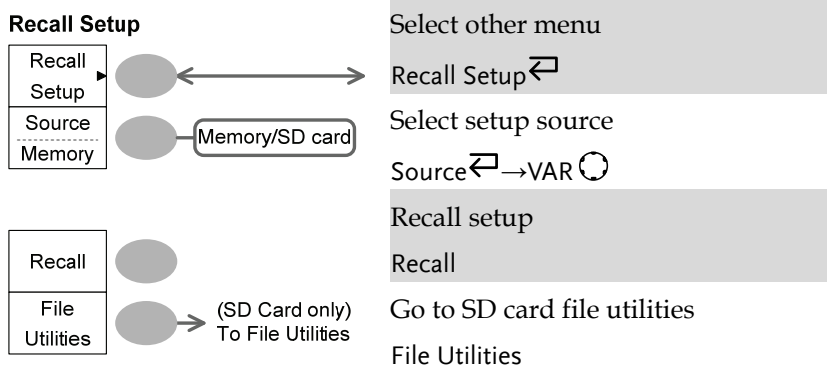 Recall Setup
Recall
Setup
Source
Memory
Memory/SD card
Recall
File
Utilities
(SD Card only)
To File Utilities
Select other menu
Recall Setup
Select setup source
Source →VAR
Recall setup
Recall
Go to SD card file utilities
File Utilities